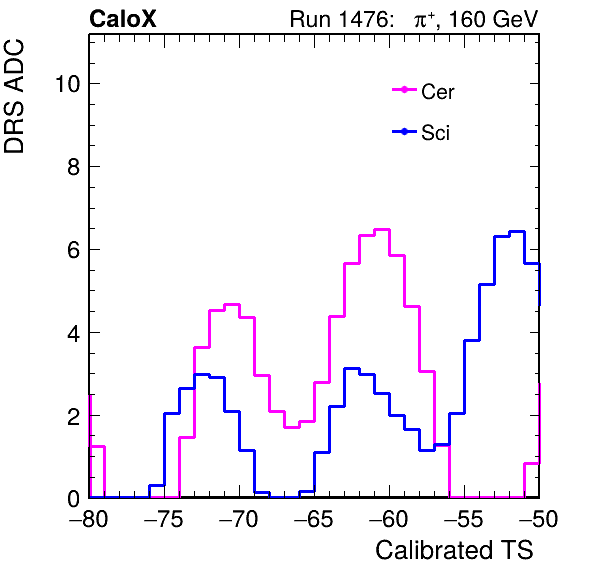 CaloX Run 1476: π⁺, 160 GeV
DRS ADC
10
8
6
4
2
0
Cer
Sci
−80 −75 −70 −65 −60 −55 −50
Calibrated TS